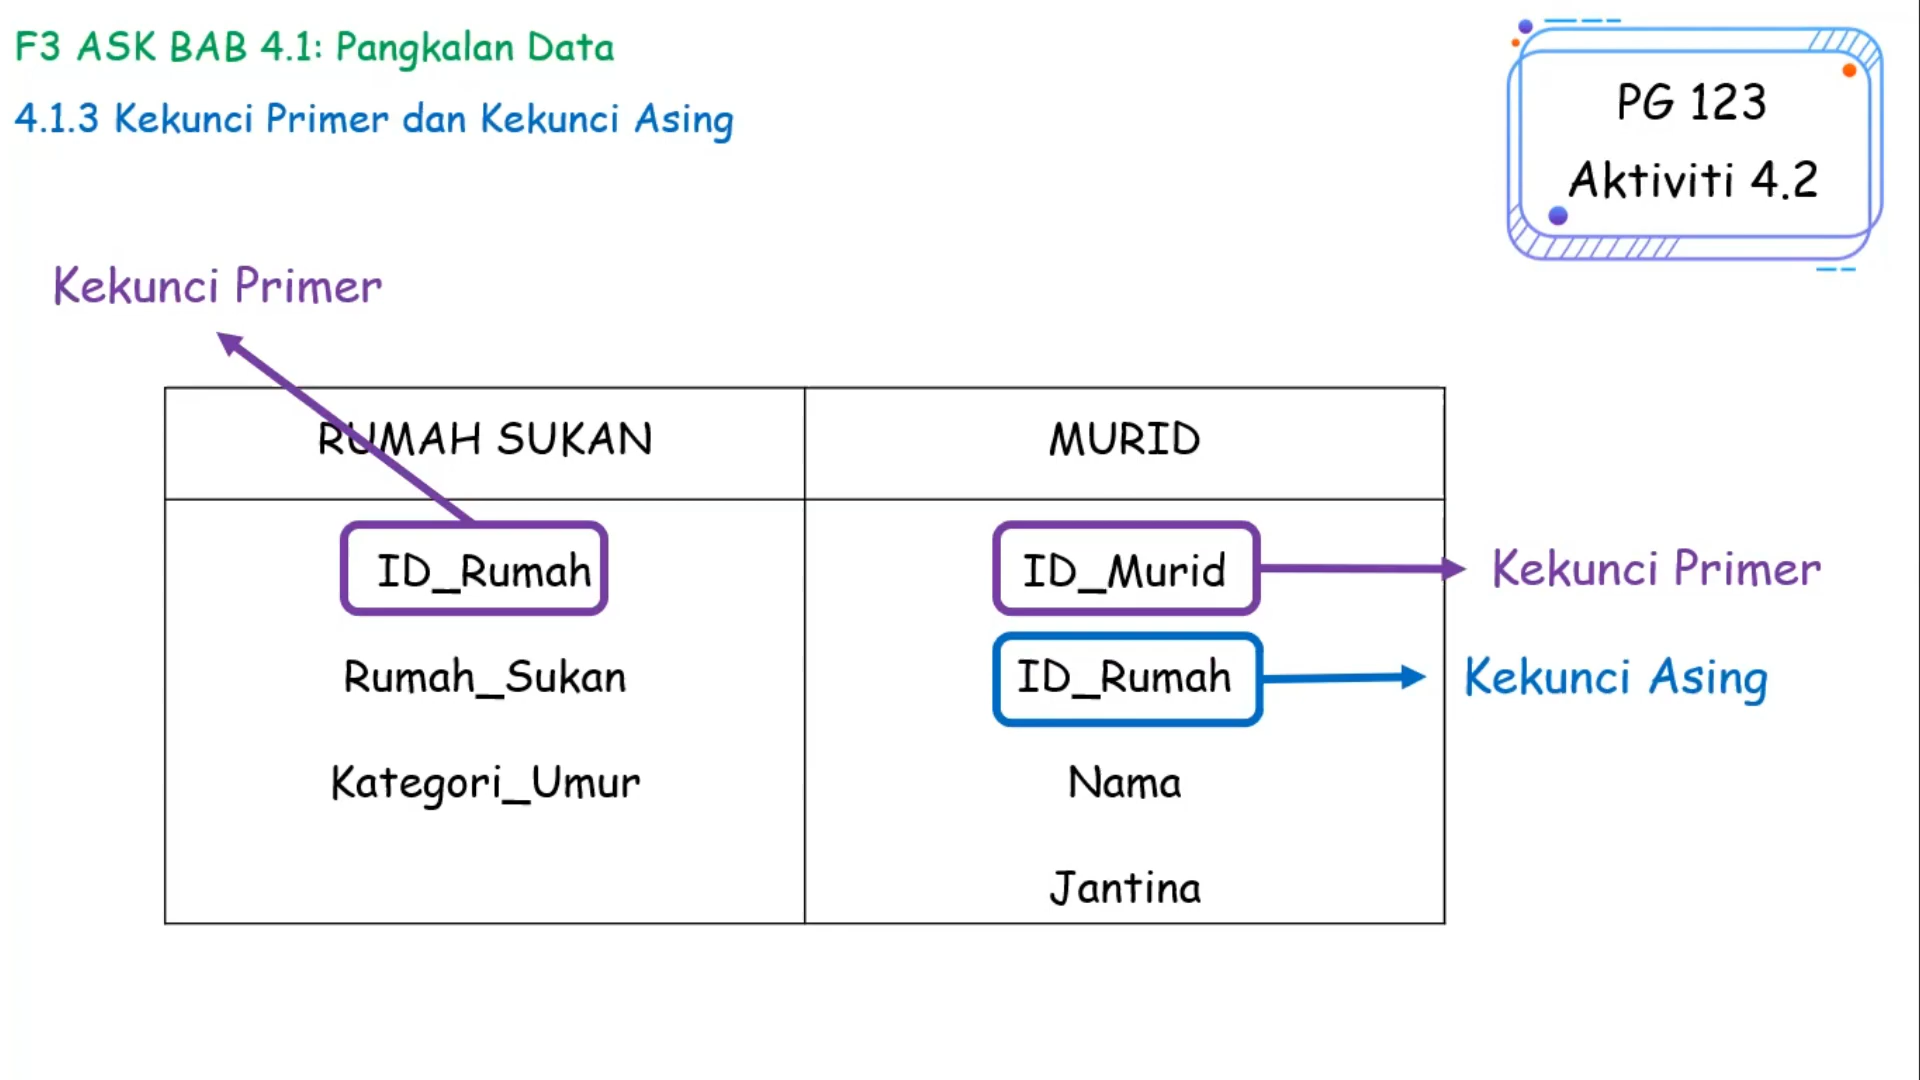 F3 ASK BAB 4.1: Pangkalan Data
4.1.3 Kekunci Primer dan Kekunci Asing
PG 123
Aktiviti 4.2
Kekunci Primer
RUMAH SUKAN
MURID
ID_Rumah
ID_Murid
Kekunci Primer
Rumah_Sukan
ID_Rumah
Kekunci Asing
Kategori_Umur
Nama
Jantina